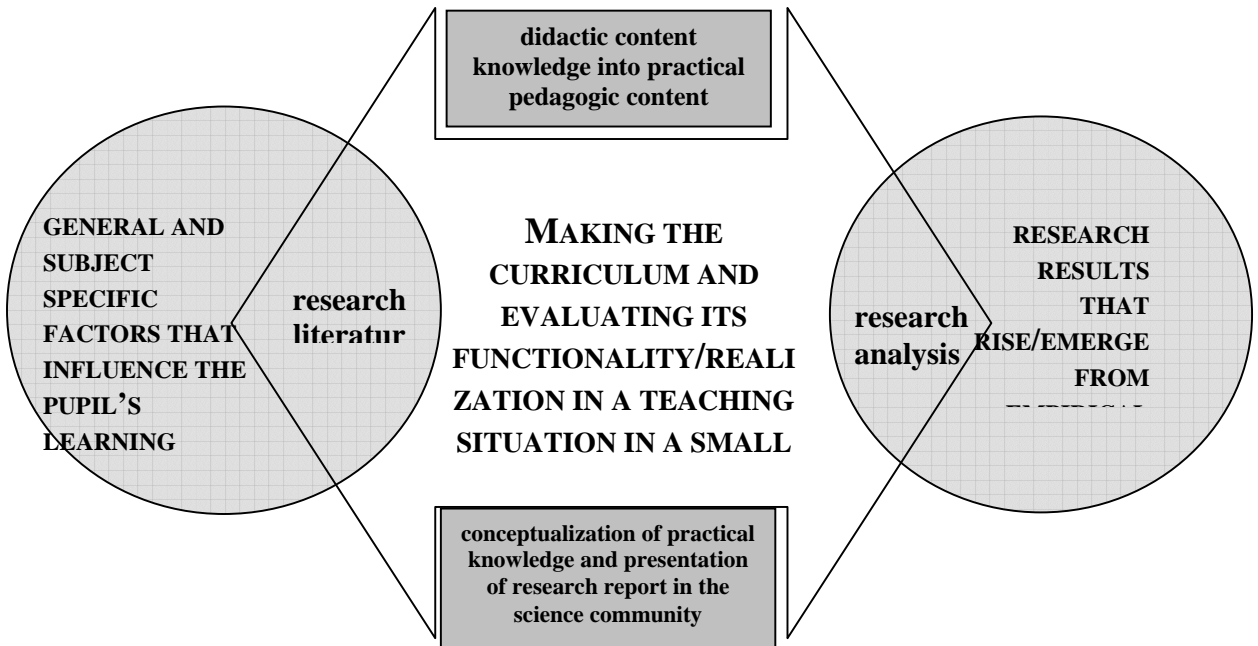 didactic content
knowledge into practical
pedagogic content
GENERAL AND
SUBJECT
SPECIFIC
FACTORS THAT
INFLUENCE THE
PUPIL’S
LEARNING
research
literatur
MAKING THE
CURRICULUM AND
EVALUATING ITS
FUNCTIONALITY/REALI
ZATION IN A TEACHING
SITUATION IN A SMALL
research
analysis
RESEARCH
RESULTS
THAT
RISE/EMERGE
FROM
conceptualization of practical
knowledge and presentation
of research report in the
science community